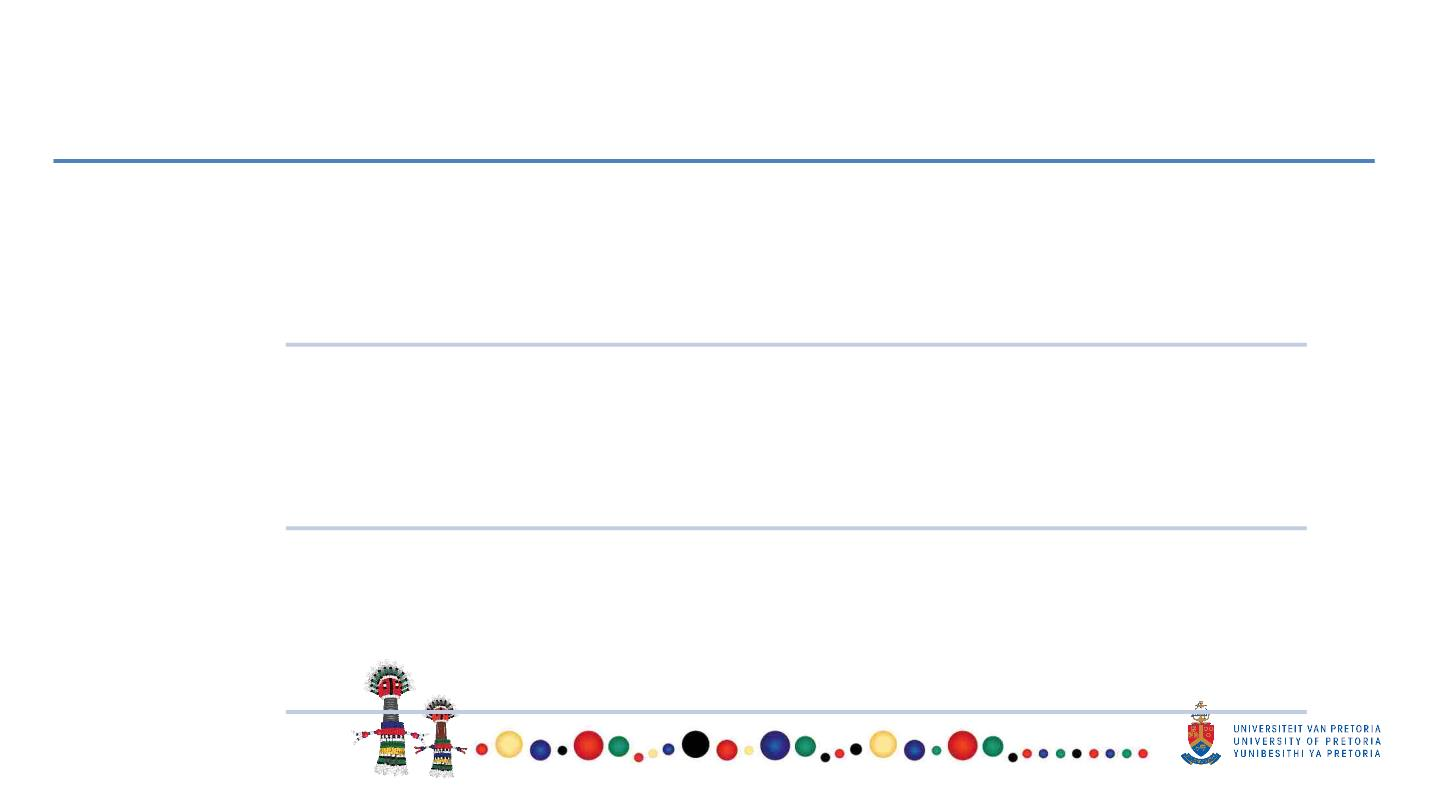 UNIVERSITEIT VAN PRETORIA
UNIVERSITY OF PRETORIA
YUNIBESITHI YA PRETORIA